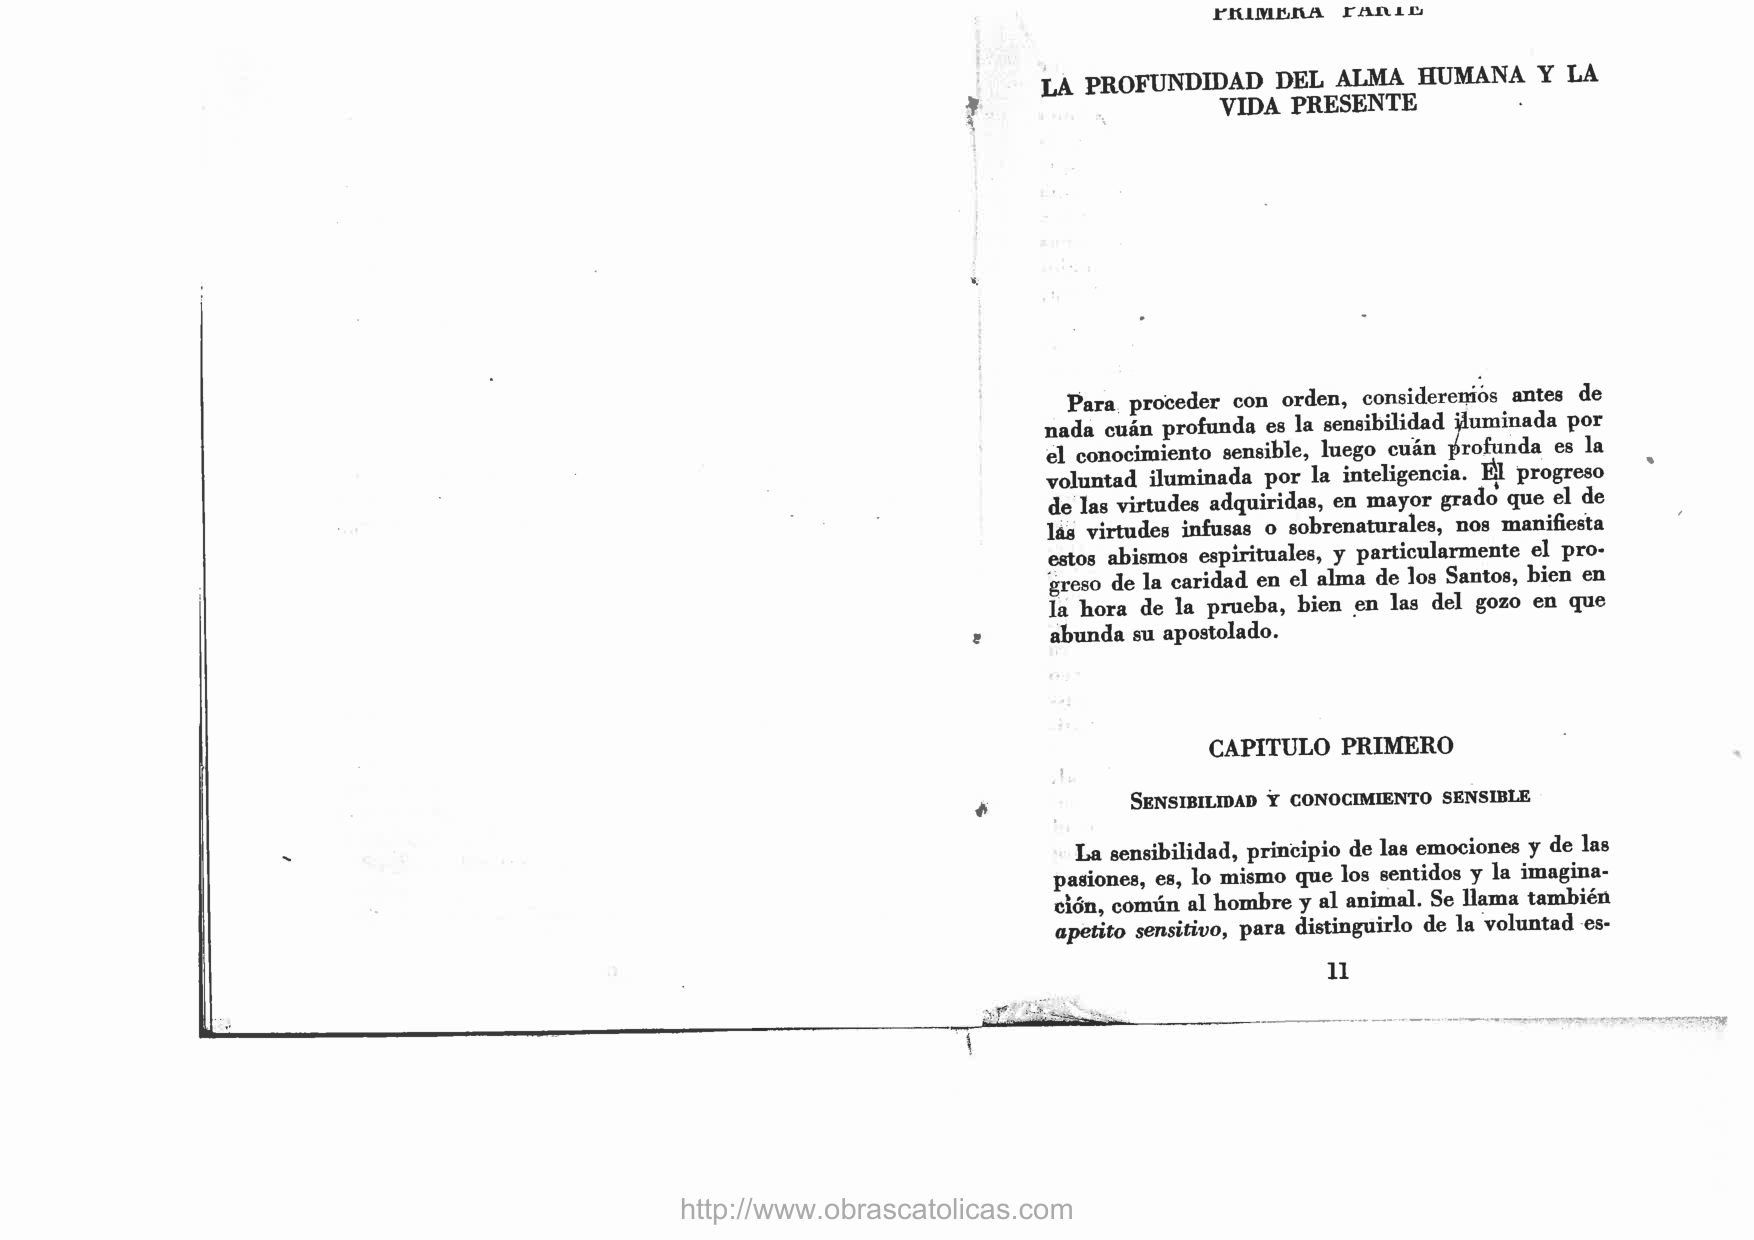 PRIMERA PARTE
LA PROFUNDIDAD DEL ALMA HUMANA Y LA
VIDA PRESENTE
Para proceder con orden, consideremos antes de
nada cuán profunda es la sensibilidad iluminada por
el conocimiento sensible, luego cuán profunda es la
voluntad iluminada por la inteligencia. El progreso
de las virtudes adquiridas, en mayor grado que el de
las virtudes infusas o sobrenaturales, nos manifiesta
estos abismos espirituales, y particularmente el pro-
greso de la caridad en el alma de los Santos, bien en
la hora de la prueba, bien en las del gozo en que
abunda su apostolado.
CAPITULO PRIMERO
SENSIBILIDAD Y CONOCIMIENTO SENSIBLE
La sensibilidad, principio de las emociones y de las
pasiones, es, lo mismo que los sentidos y la imagina-
ción, común al hombre y al animal. Se llama también
apetito sensitivo, para distinguirlo de la voluntad es-
11
http://www.obrascatolicas.com